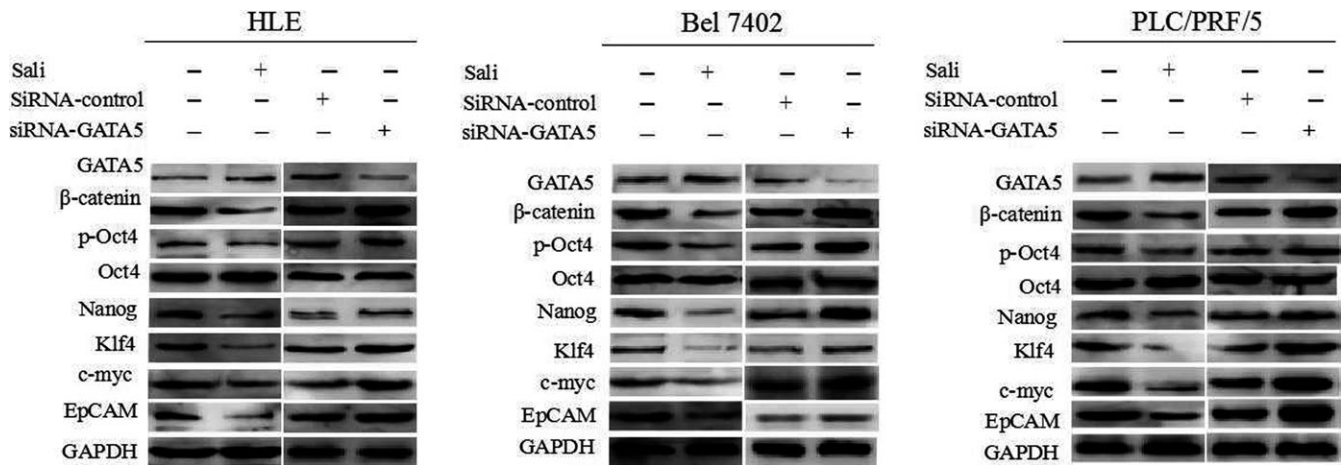 HLE
Sali – + – –
SiRNA-control – – + –
siRNA-GATA5 – – – +
GATA5
β-catenin
p-Oct4
Oct4
Nanog
Klf4
c-myc
EpCAM
GAPDH
Bel 7402
Sali – + – –
SiRNA-control – – + –
siRNA-GATA5 – – – +
GATA5
β-catenin
p-Oct4
Oct4
Nanog
Klf4
c-myc
EpCAM
GAPDH
PLC/PRF/5
Sali – + – –
SiRNA-control – – + –
siRNA-GATA5 – – – +
GATA5
β-catenin
p-Oct4
Oct4
Nanog
Klf4
c-myc
EpCAM
GAPDH